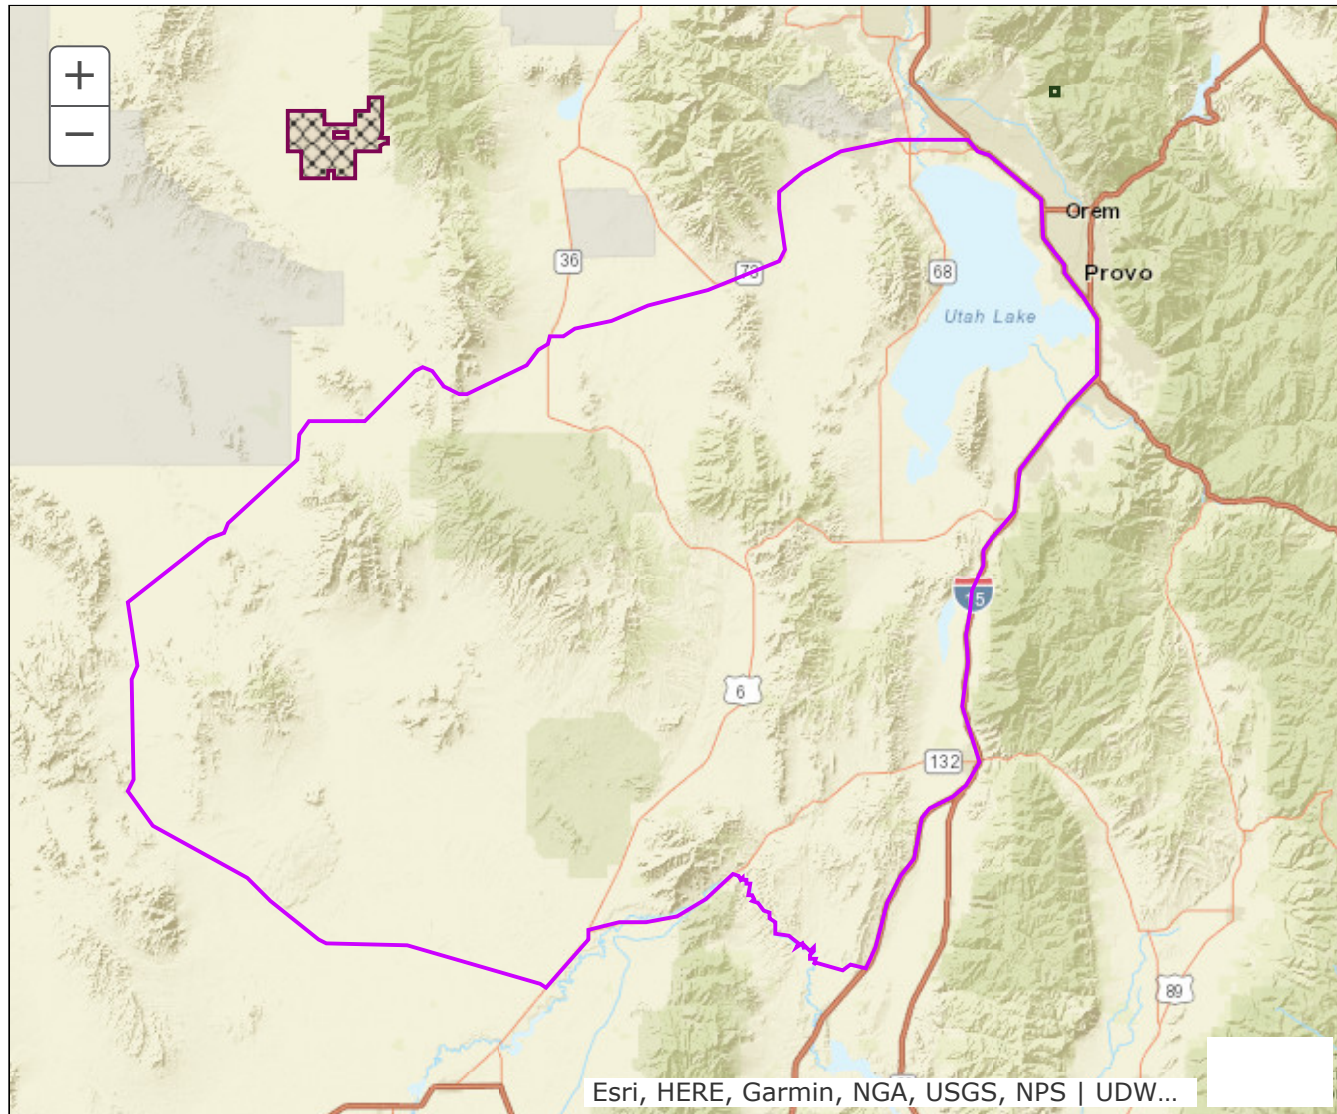 +
−
Orem
36
73
68
Provo
Utah Lake
15
6
132
89
Esri, HERE, Garmin, NGA, USGS, NPS | UDW...